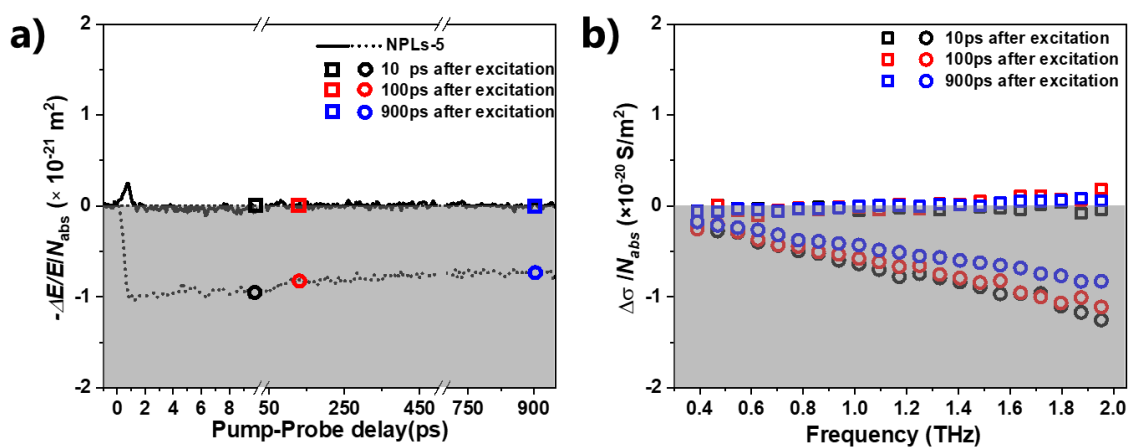 a)
-ΔE/E/N_abs (× 10⁻²¹ m²)
2
1
0
-1
-2
NPLs-5
10 ps after excitation
100ps after excitation
900ps after excitation
0 2 4 6 8 50 250 450 750 900
Pump-Probe delay(ps)
b)
Δσ /N_abs (×10⁻²⁰ S/m²)
2
1
0
-1
-2
10ps after excitation
100ps after excitation
900ps after excitation
0.4 0.6 0.8 1.0 1.2 1.4 1.6 1.8 2.0
Frequency (THz)